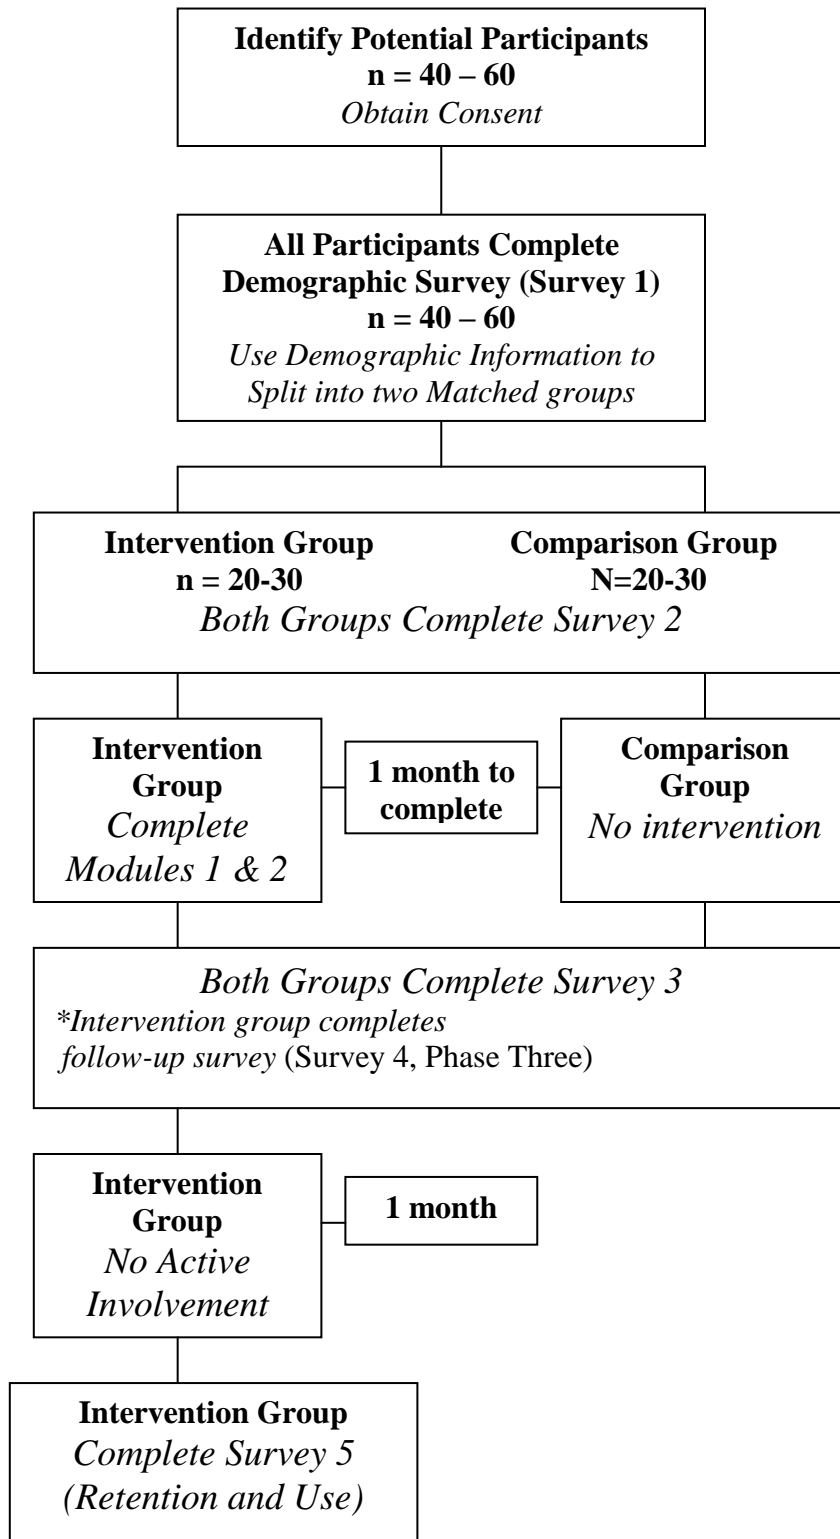 Identify Potential Participants
n = 40 – 60
Obtain Consent
All Participants Complete
Demographic Survey (Survey 1)
n = 40 – 60
Use Demographic Information to
Split into two Matched groups
Intervention Group
n = 20-30
Comparison Group
N=20-30
Both Groups Complete Survey 2
Intervention
Group
Complete
Modules 1 & 2
1 month to
complete
Comparison
Group
No intervention
Both Groups Complete Survey 3
*Intervention group completes
follow-up survey (Survey 4, Phase Three)
Intervention
Group
No Active
Involvement
1 month
Intervention Group
Complete Survey 5
(Retention and Use)